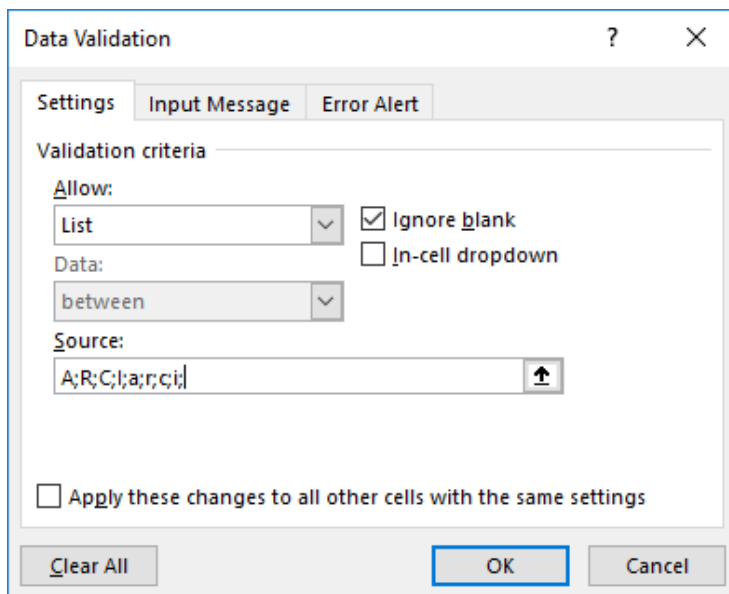 Data Validation ?
Settings Input Message Error Alert
Validation criteria
Allow:
List
Ignore blank
In-cell dropdown
Data:
between
Source:
A;R;C;I;a;r;c;i;
Apply these changes to all other cells with the same settings
Clear All OK Cancel